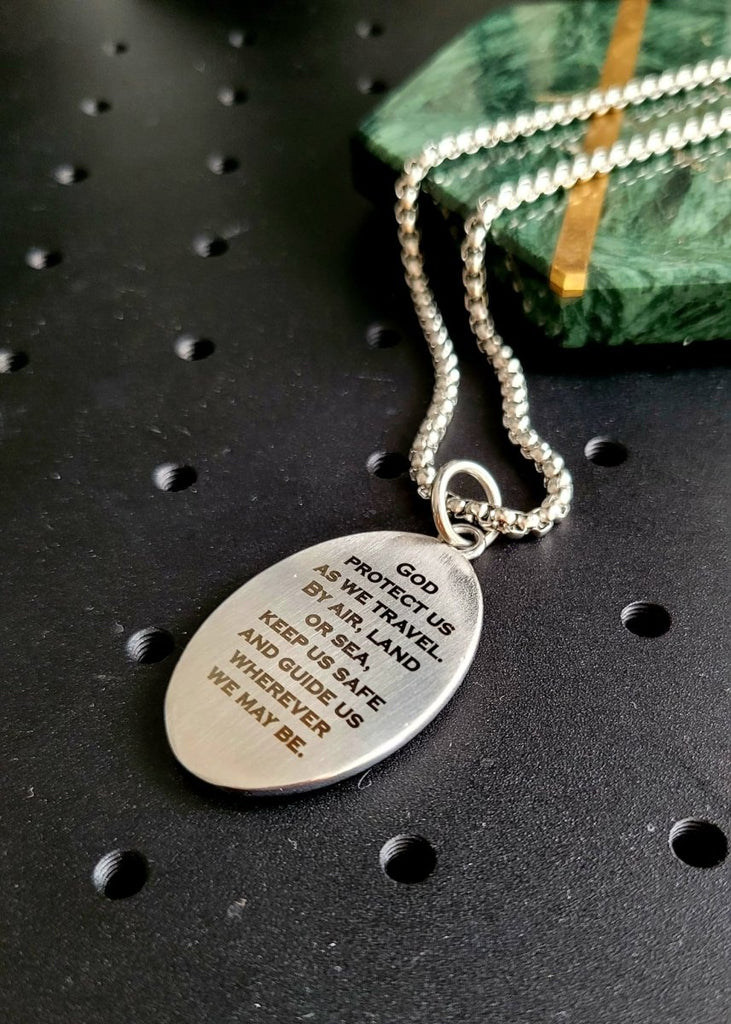 God
protect us
as we travel.
By air, land
or sea,
keep us safe
and guide us
wherever
we may be.